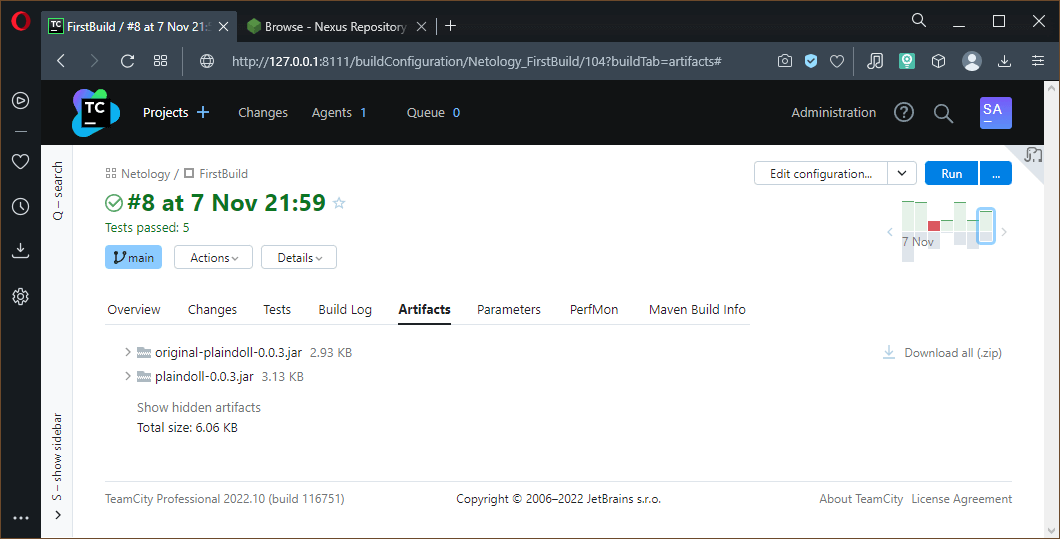 TC FirstBuild / #8 at 7 Nov 21:5
Browse - Nexus Repository
http://127.0.0.1:8111/buildConfiguration/Netology_FirstBuild/104?buildTab=artifacts#
TC
Projects
Changes
Agents 1
Queue 0
Administration
SA
Q – search
Netology / FirstBuild
Edit configuration...
Run
...
#8 at 7 Nov 21:59
Tests passed: 5
7 Nov
main
Actions
Details
Overview
Changes
Tests
Build Log
Artifacts
Parameters
PerfMon
Maven Build Info
original-plaindoll-0.0.3.jar 2.93 KB
Download all (.zip)
plaindoll-0.0.3.jar 3.13 KB
Show hidden artifacts
Total size: 6.06 KB
S – show sidebar
TeamCity Professional 2022.10 (build 116751)
Copyright © 2006–2022 JetBrains s.r.o.
About TeamCity
License Agreement